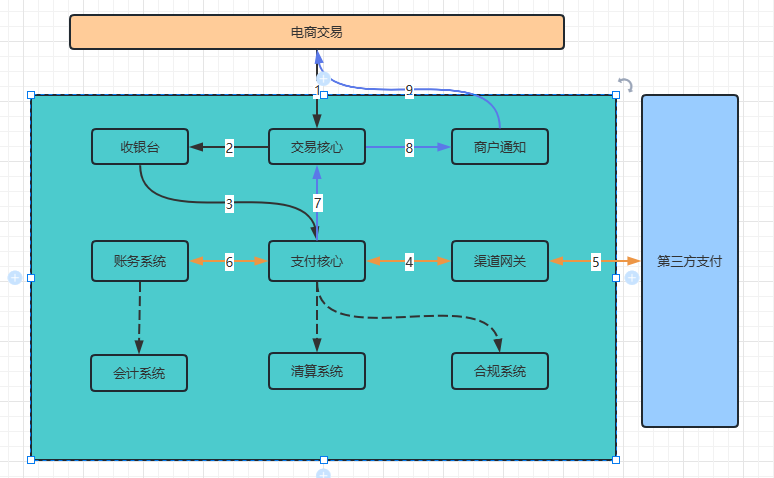 电商交易
1
9
收银台
2
交易核心
8
商户通知
3
7
账务系统
6
支付核心
4
渠道网关
5
第三方支付
会计系统
清算系统
合规系统